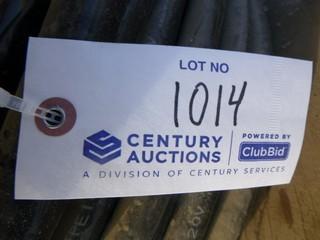 LOT NO
1014
CENTURY AUCTIONS
POWERED BY
ClubBid
A DIVISION OF CENTURY SERVICES